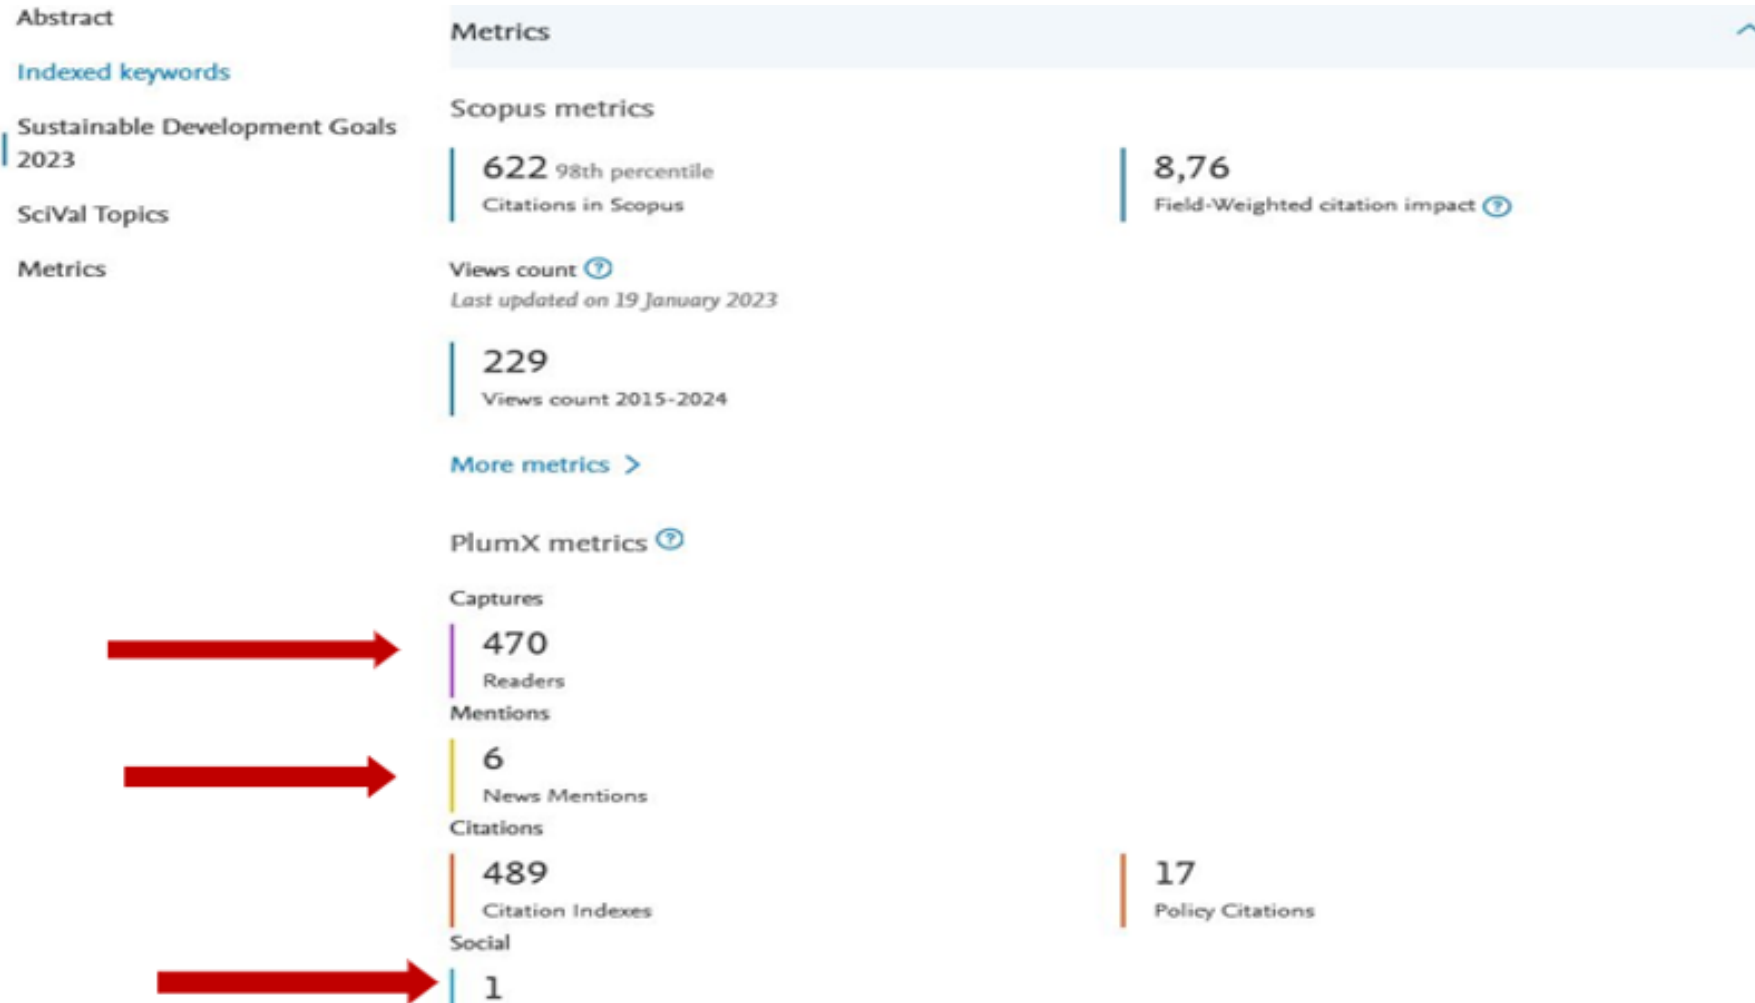 Abstract
Indexed keywords
Sustainable Development Goals
2023
SciVal Topics
Metrics
Metrics
Scopus metrics
622 98th percentile
Citations in Scopus
8,76
Field-Weighted citation impact ?
Views count ?
Last updated on 19 January 2023
229
Views count 2015-2024
More metrics >
PlumX metrics ?
Captures
470
Readers
Mentions
6
News Mentions
Citations
489
Citation Indexes
17
Policy Citations
Social
1